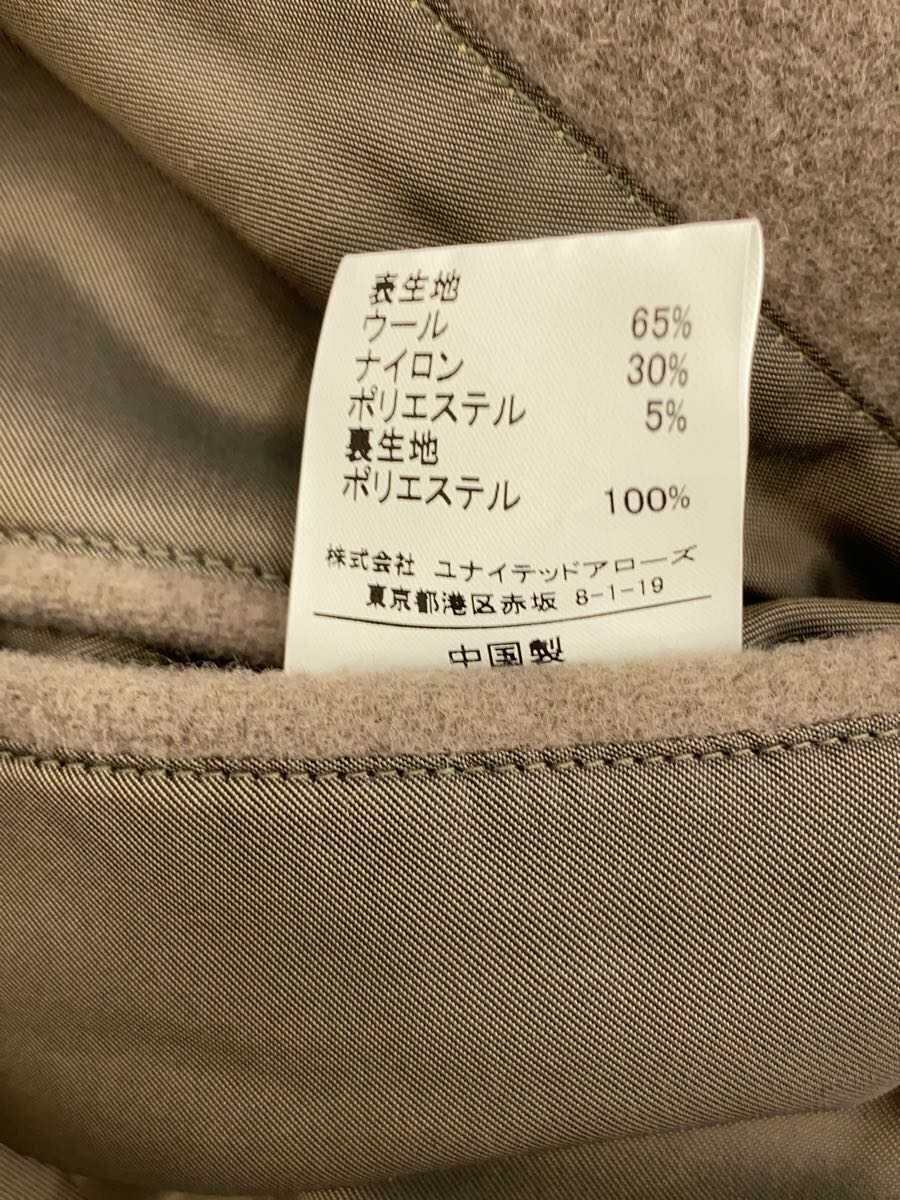 表生地
ウール 65%
ナイロン 30%
ポリエステル 5%
裏生地
ポリエステル 100%
株式会社 ユナイテッドアローズ
東京都港区赤坂 8-1-19
中国製